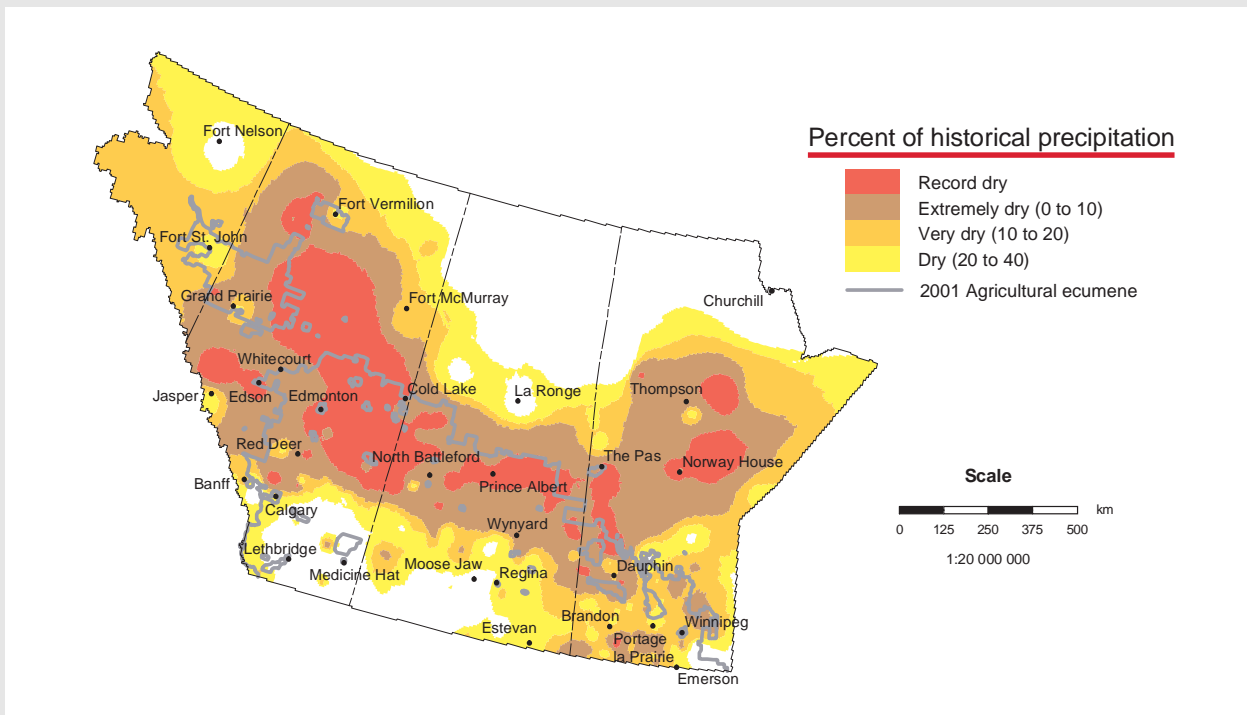 Fort Nelson
Percent of historical precipitation
Record dry
Extremely dry (0 to 10)
Very dry (10 to 20)
Dry (20 to 40)
2001 Agricultural ecumene
Fort Vermilion
Fort St. John
Grand Prairie
Fort McMurray
Churchill
Whitecourt
Jasper
Edson
Edmonton
Cold Lake
La Ronge
Thompson
Red Deer
North Battleford
The Pas
Norway House
Banff
Prince Albert
Calgary
Wynyard
Lethbridge
Medicine Hat
Moose Jaw
Regina
Dauphin
Estevan
Brandon
Winnipeg
Portage
la Prairie
Emerson
Scale
km
0 125 250 375 500
1:20 000 000